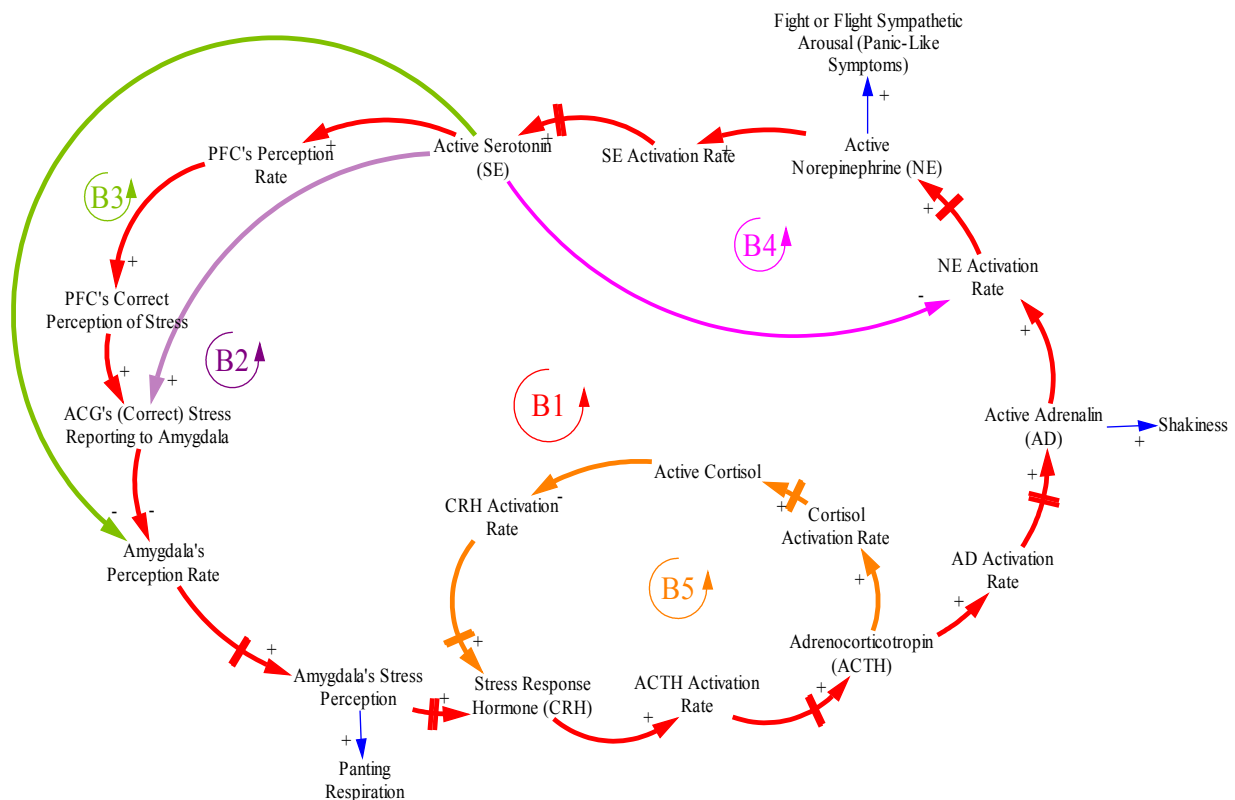 Fight or Flight Sympathetic
Arousal (Panic-Like
Symptoms)
+
Active
Norepinephrine (NE)
+
SE Activation Rate
+
Active Serotonin
(SE)
+
PFC's Perception
Rate
+
B3
+
PFC's Correct
Perception of Stress
+
+
B2
ACG's (Correct) Stress
Reporting to Amygdala
-
-
Amygdala's
Perception Rate
+
Amygdala's Stress
Perception
+
Panting
Respiration
+
Stress Response
Hormone (CRH)
+
ACTH Activation
Rate
+
Adrenocorticotropin
(ACTH)
+
AD Activation
Rate
+
Active Adrenalin
(AD)
+
Shakiness
+
NE Activation
Rate
-
B4
B1
Active Cortisol
-
CRH Activation
Rate
+
+
Cortisol
Activation Rate
+
B5